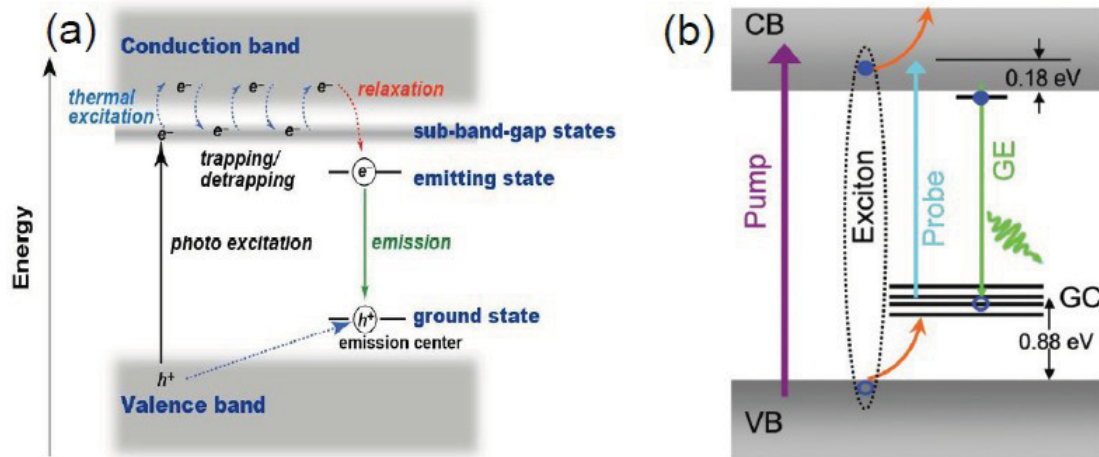 (a)
Conduction band
e⁻ e⁻ e⁻
thermal
excitation
relaxation
e⁻ e⁻ e⁻
sub-band-gap states
trapping/
detrapping
e⁻
emitting state
Energy
photo excitation
emission
h⁺
ground state
emission center
h⁺
Valence band
(b)
CB
0.18 eV
Pump
Exciton
Probe
GE
GC
0.88 eV
VB